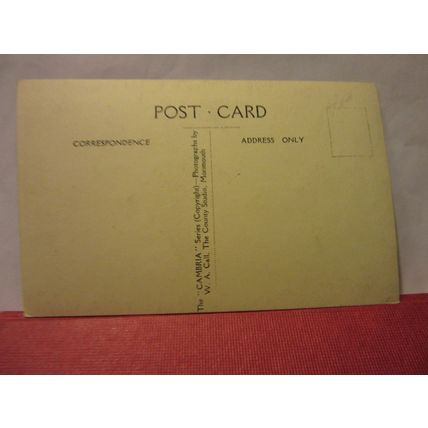 POST · CARD
CORRESPONDENCE
ADDRESS ONLY
The "CAMBRIA" Series (Copyright)—Photographs by
W. A. Call, The County Studio, Monmouth